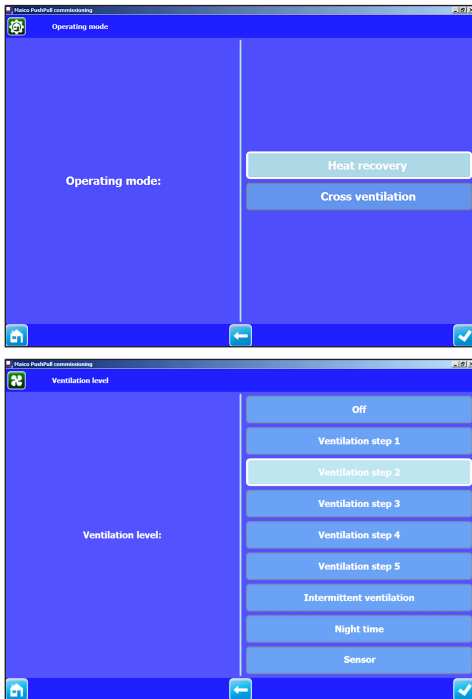 Maico PushPull commissioning
Operating mode
Operating mode:
Heat recovery
Cross ventilation
Maico PushPull commissioning
Ventilation level
Ventilation level:
Off
Ventilation step 1
Ventilation step 2
Ventilation step 3
Ventilation step 4
Ventilation step 5
Intermittent ventilation
Night time
Sensor